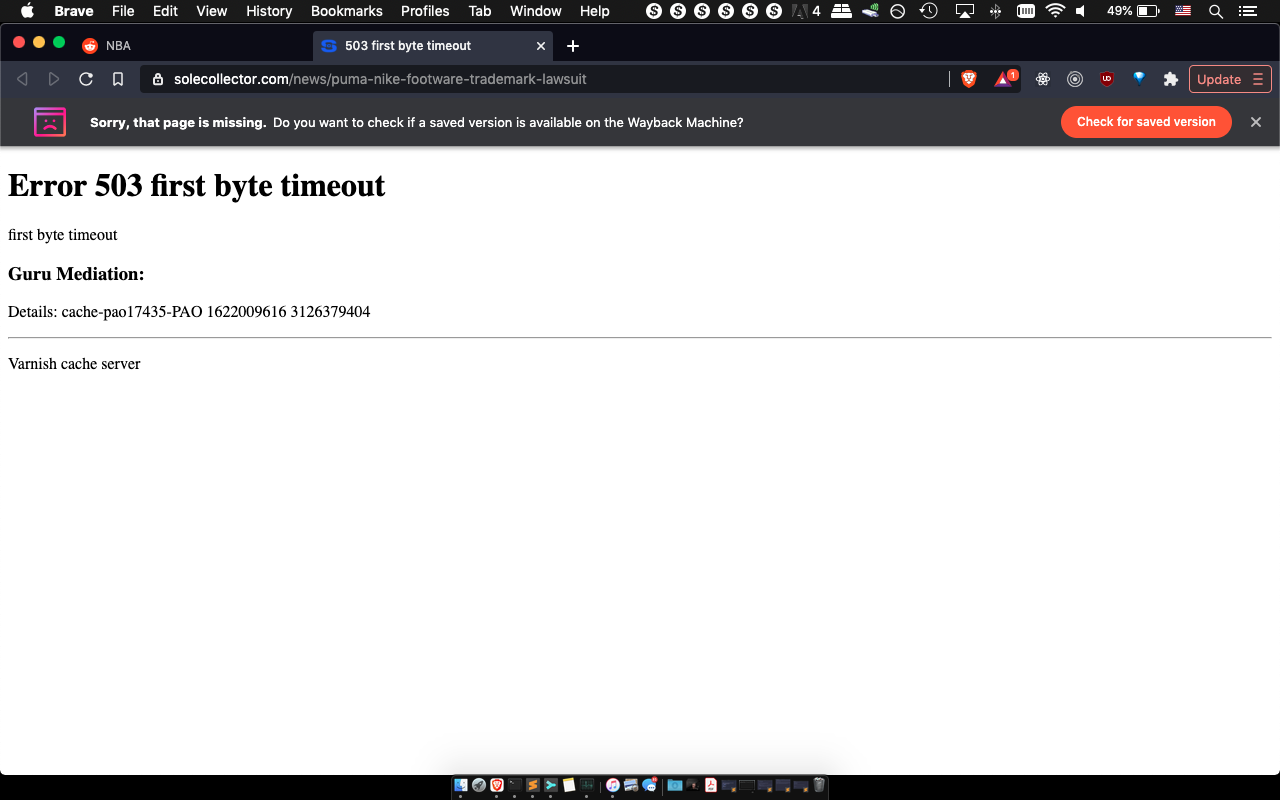 Brave File Edit View History Bookmarks Profiles Tab Window Help S S S S S S 4 49%
NBA 503 first byte timeout
solecollector.com/news/puma-nike-footware-trademark-lawsuit 1 UD Update
Sorry, that page is missing. Do you want to check if a saved version is available on the Wayback Machine? Check for saved version
Error 503 first byte timeout
first byte timeout
Guru Mediation:
Details: cache-pao17435-PAO 1622009616 3126379404
Varnish cache server